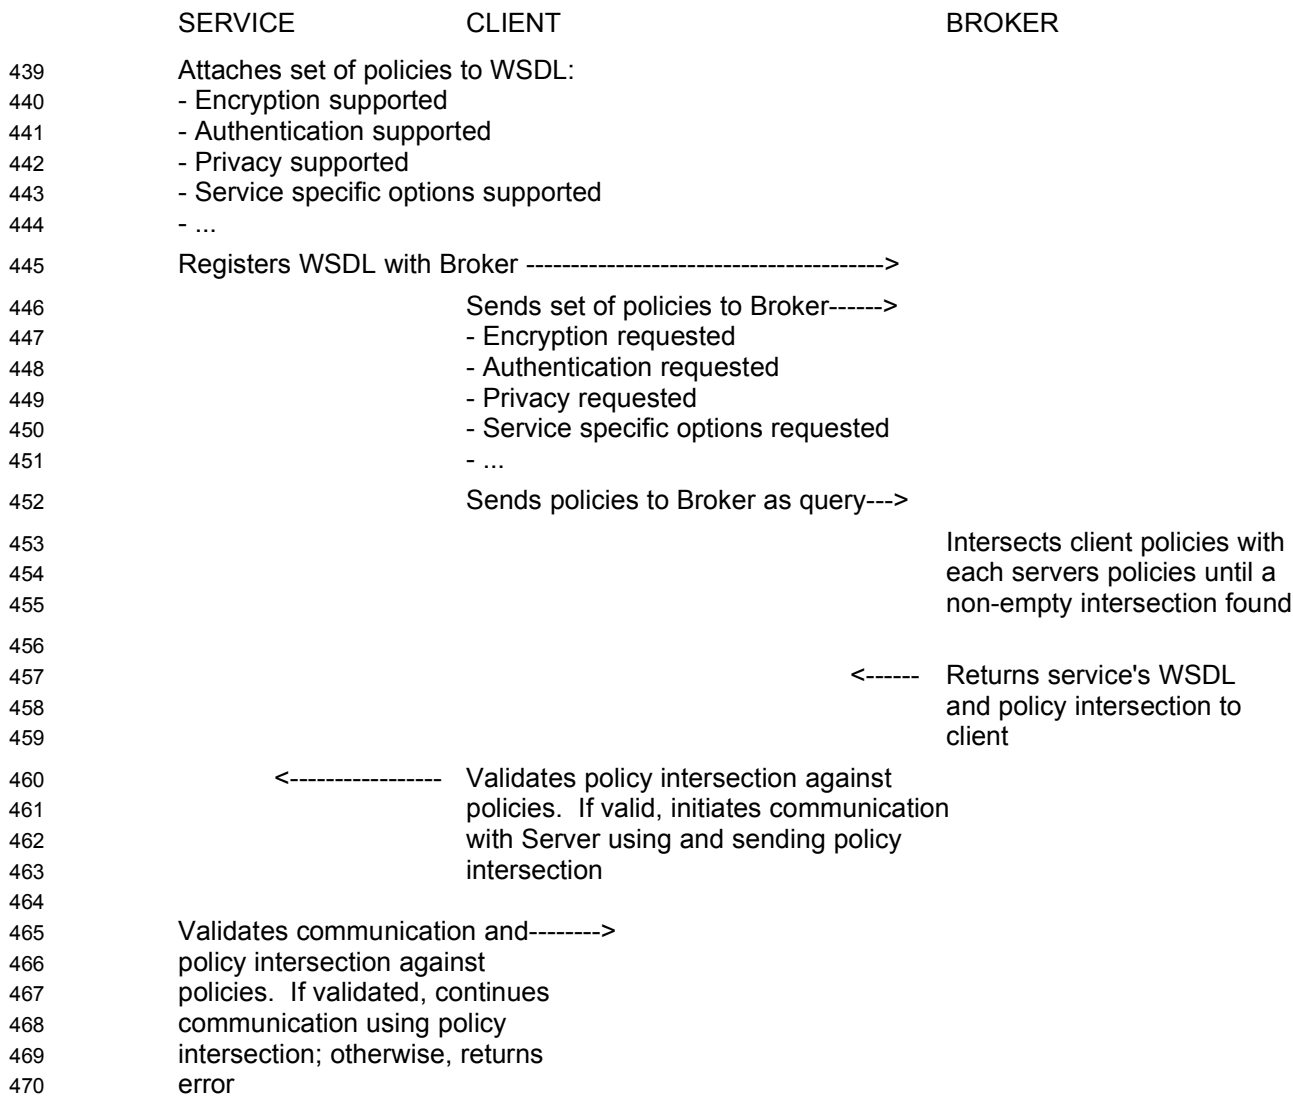 SERVICE CLIENT BROKER
439 Attaches set of policies to WSDL:
440 - Encryption supported
441 - Authentication supported
442 - Privacy supported
443 - Service specific options supported
444 - ...
445 Registers WSDL with Broker ---------------------------------------->
446 Sends set of policies to Broker------>
447 - Encryption requested
448 - Authentication requested
449 - Privacy requested
450 - Service specific options requested
451 - ...
452 Sends policies to Broker as query--->
453 Intersects client policies with
454 each servers policies until a
455 non-empty intersection found
456
457 <------ Returns service's WSDL
458 and policy intersection to
459 client
460 <----------------- Validates policy intersection against
461 policies. If valid, initiates communication
462 with Server using and sending policy
463 intersection
464
465 Validates communication and-------->
466 policy intersection against
467 policies. If validated, continues
468 communication using policy
469 intersection; otherwise, returns
470 error